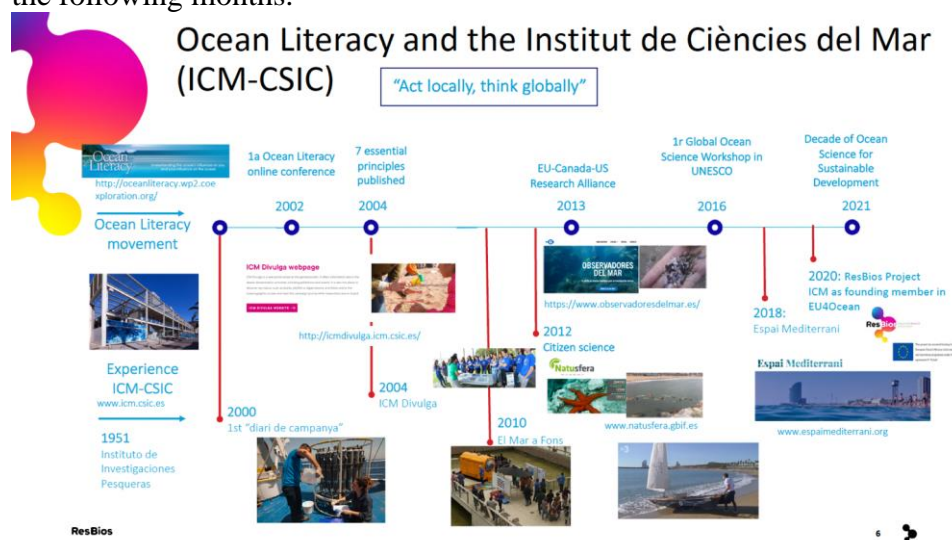 the following months:
Ocean Literacy and the Institut de Ciències del Mar
(ICM-CSIC)
“Act locally, think globally”
Ocean
Literacy
http://oceanliteracy.wp2.coe
xploration.org/
Ocean Literacy
movement
1a Ocean Literacy
online conference
2002
7 essential
principles
published
2004
EU-Canada-US
Research Alliance
2013
1r Global Ocean
Science Workshop in
UNESCO
2016
Decade of Ocean
Science for
Sustainable
Development
2021
Experience
ICM-CSIC
www.icm.csic.es
1951
Instituto de
Investigaciones
Pesqueras
2000
1st “diari de campanya”
ICM Divulga webpage
http://icmdivulga.icm.csic.es/
2004
ICM Divulga
2010
El Mar a Fons
OBSERVADORES
DEL MAR
https://www.observadoresdelmar.es/
2012
Citizen science
Natusfera
www.natusfera.gbif.es
2018:
Espai Mediterrani
2020: ResBios Project
ICM as founding member in
EU4Ocean
ResBios
Espai Mediterrani
www.espaimediterrani.org
ResBios
6